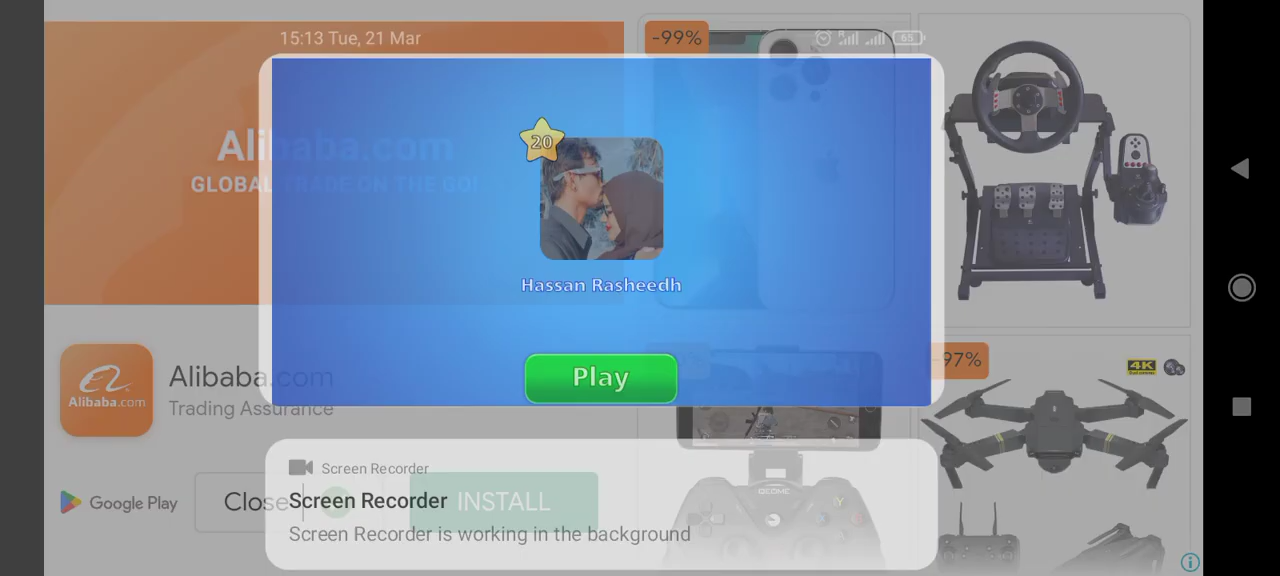 15:13 Tue, 21 Mar
R
65
-99%
Alibaba.com
GLOBAL TRADE ON THE GO!
20
Hassan Rasheedh
Play
-97%
4K
Alibaba.com
Alibaba.com
Trading Assurance
Google Play
Close
INSTALL
Screen Recorder
Screen Recorder
Screen Recorder is working in the background